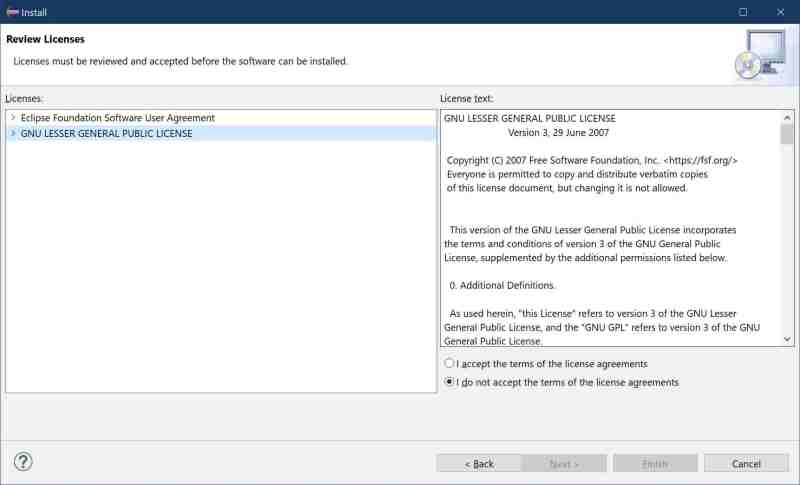 Install
Review Licenses
Licenses must be reviewed and accepted before the software can be installed.
Licenses:
Eclipse Foundation Software User Agreement
GNU LESSER GENERAL PUBLIC LICENSE
License text:
GNU LESSER GENERAL PUBLIC LICENSE
Version 3, 29 June 2007
Copyright (C) 2007 Free Software Foundation, Inc. <https://fsf.org/>
Everyone is permitted to copy and distribute verbatim copies
of this license document, but changing it is not allowed.
This version of the GNU Lesser General Public License incorporates
the terms and conditions of version 3 of the GNU General Public
License, supplemented by the additional permissions listed below.
0. Additional Definitions.
As used herein, "this License" refers to version 3 of the GNU Lesser
General Public License, and the "GNU GPL" refers to version 3 of the GNU
General Public License.
I accept the terms of the license agreements
I do not accept the terms of the license agreements
?
< Back
Next >
Finish
Cancel